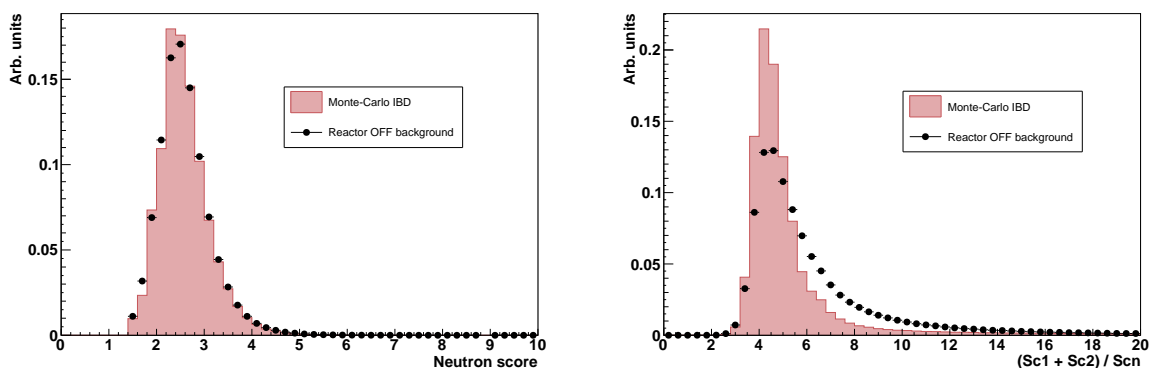 Arb. units
0.15
0.1
0.05
0
Monte-Carlo IBD
Reactor OFF background
0 1 2 3 4 5 6 7 8 9 10
Neutron score
Arb. units
0.2
0.15
0.1
0.05
0
Monte-Carlo IBD
Reactor OFF background
0 2 4 6 8 10 12 14 16 18 20
(Sc1 + Sc2) / Scn